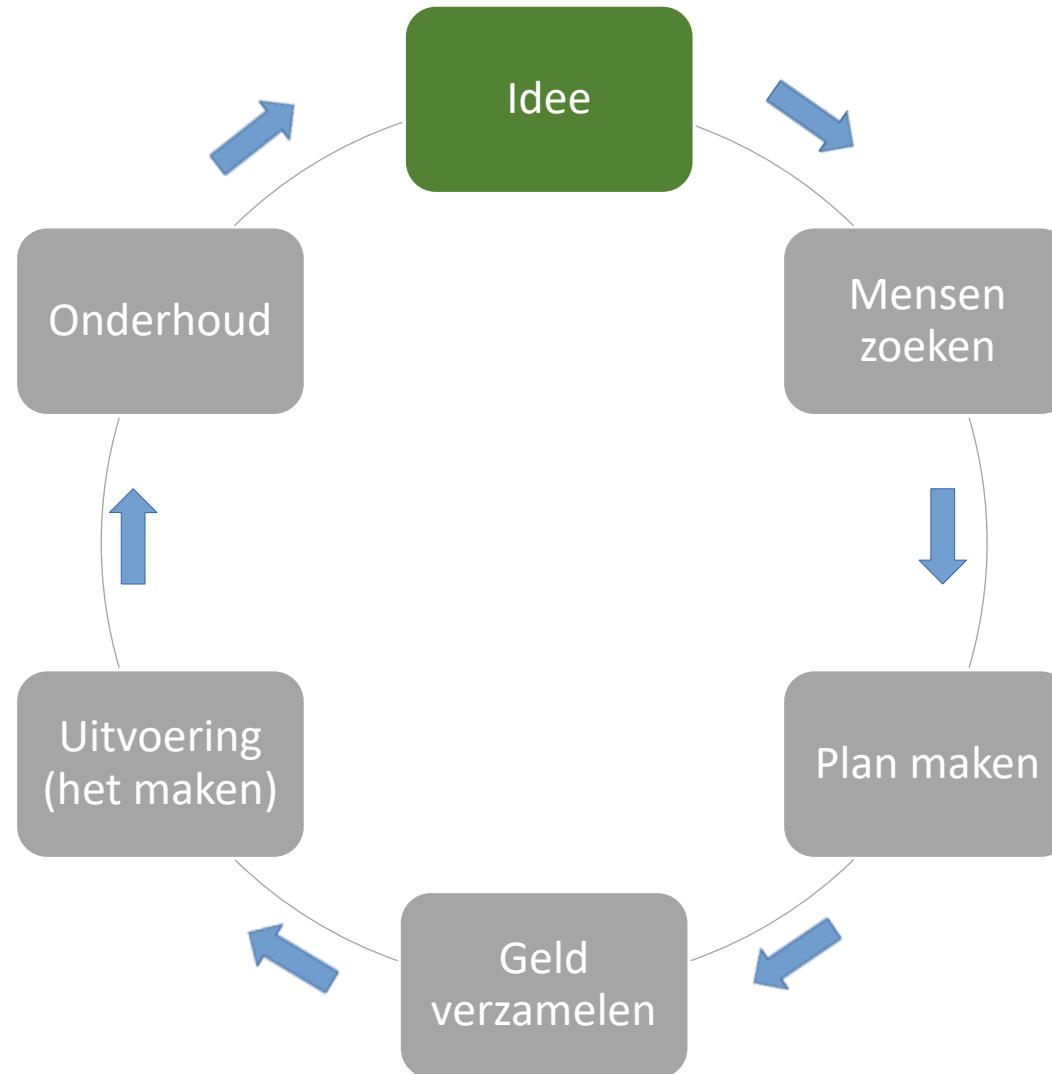 Idee
Mensen
zoeken
Plan maken
Geld
verzamelen
Uitvoering
(het maken)
Onderhoud